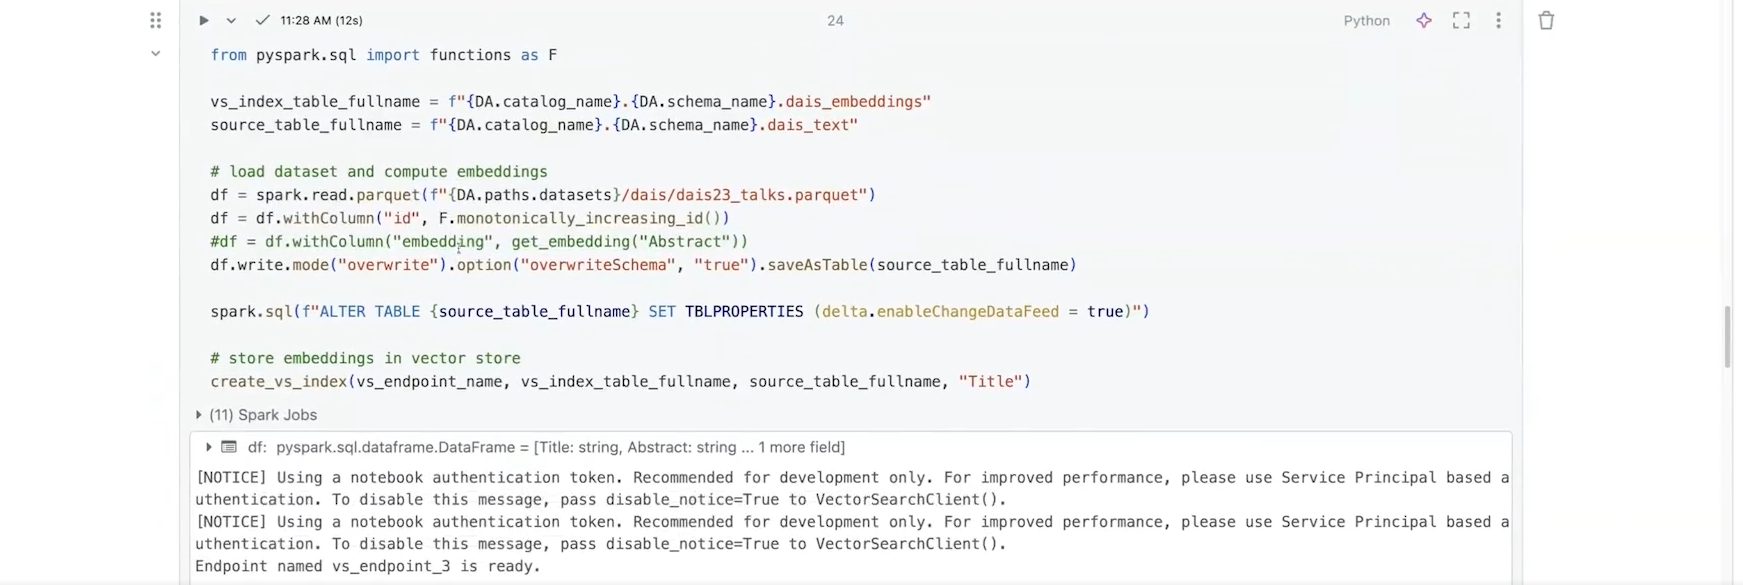 11:28 AM (12s)
24
Python
from pyspark.sql import functions as F
vs_index_table_fullname = f"{DA.catalog_name}.{DA.schema_name}.dais_embeddings"
source_table_fullname = f"{DA.catalog_name}.{DA.schema_name}.dais_text"
# load dataset and compute embeddings
df = spark.read.parquet(f"{DA.paths.datasets}/dais/dais23_talks.parquet")
df = df.withColumn("id", F.monotonically_increasing_id())
#df = df.withColumn("embedding", get_embedding("Abstract"))
df.write.mode("overwrite").option("overwriteSchema", "true").saveAsTable(source_table_fullname)
spark.sql(f"ALTER TABLE {source_table_fullname} SET TBLPROPERTIES (delta.enableChangeDataFeed = true)")
# store embeddings in vector store
create_vs_index(vs_endpoint_name, vs_index_table_fullname, source_table_fullname, "Title")
(11) Spark Jobs
df: pyspark.sql.dataframe.DataFrame = [Title: string, Abstract: string ... 1 more field]
[NOTICE] Using a notebook authentication token. Recommended for development only. For improved performance, please use Service Principal based a
uthentication. To disable this message, pass disable_notice=True to VectorSearchClient().
[NOTICE] Using a notebook authentication token. Recommended for development only. For improved performance, please use Service Principal based a
uthentication. To disable this message, pass disable_notice=True to VectorSearchClient().
Endpoint named vs_endpoint_3 is ready.